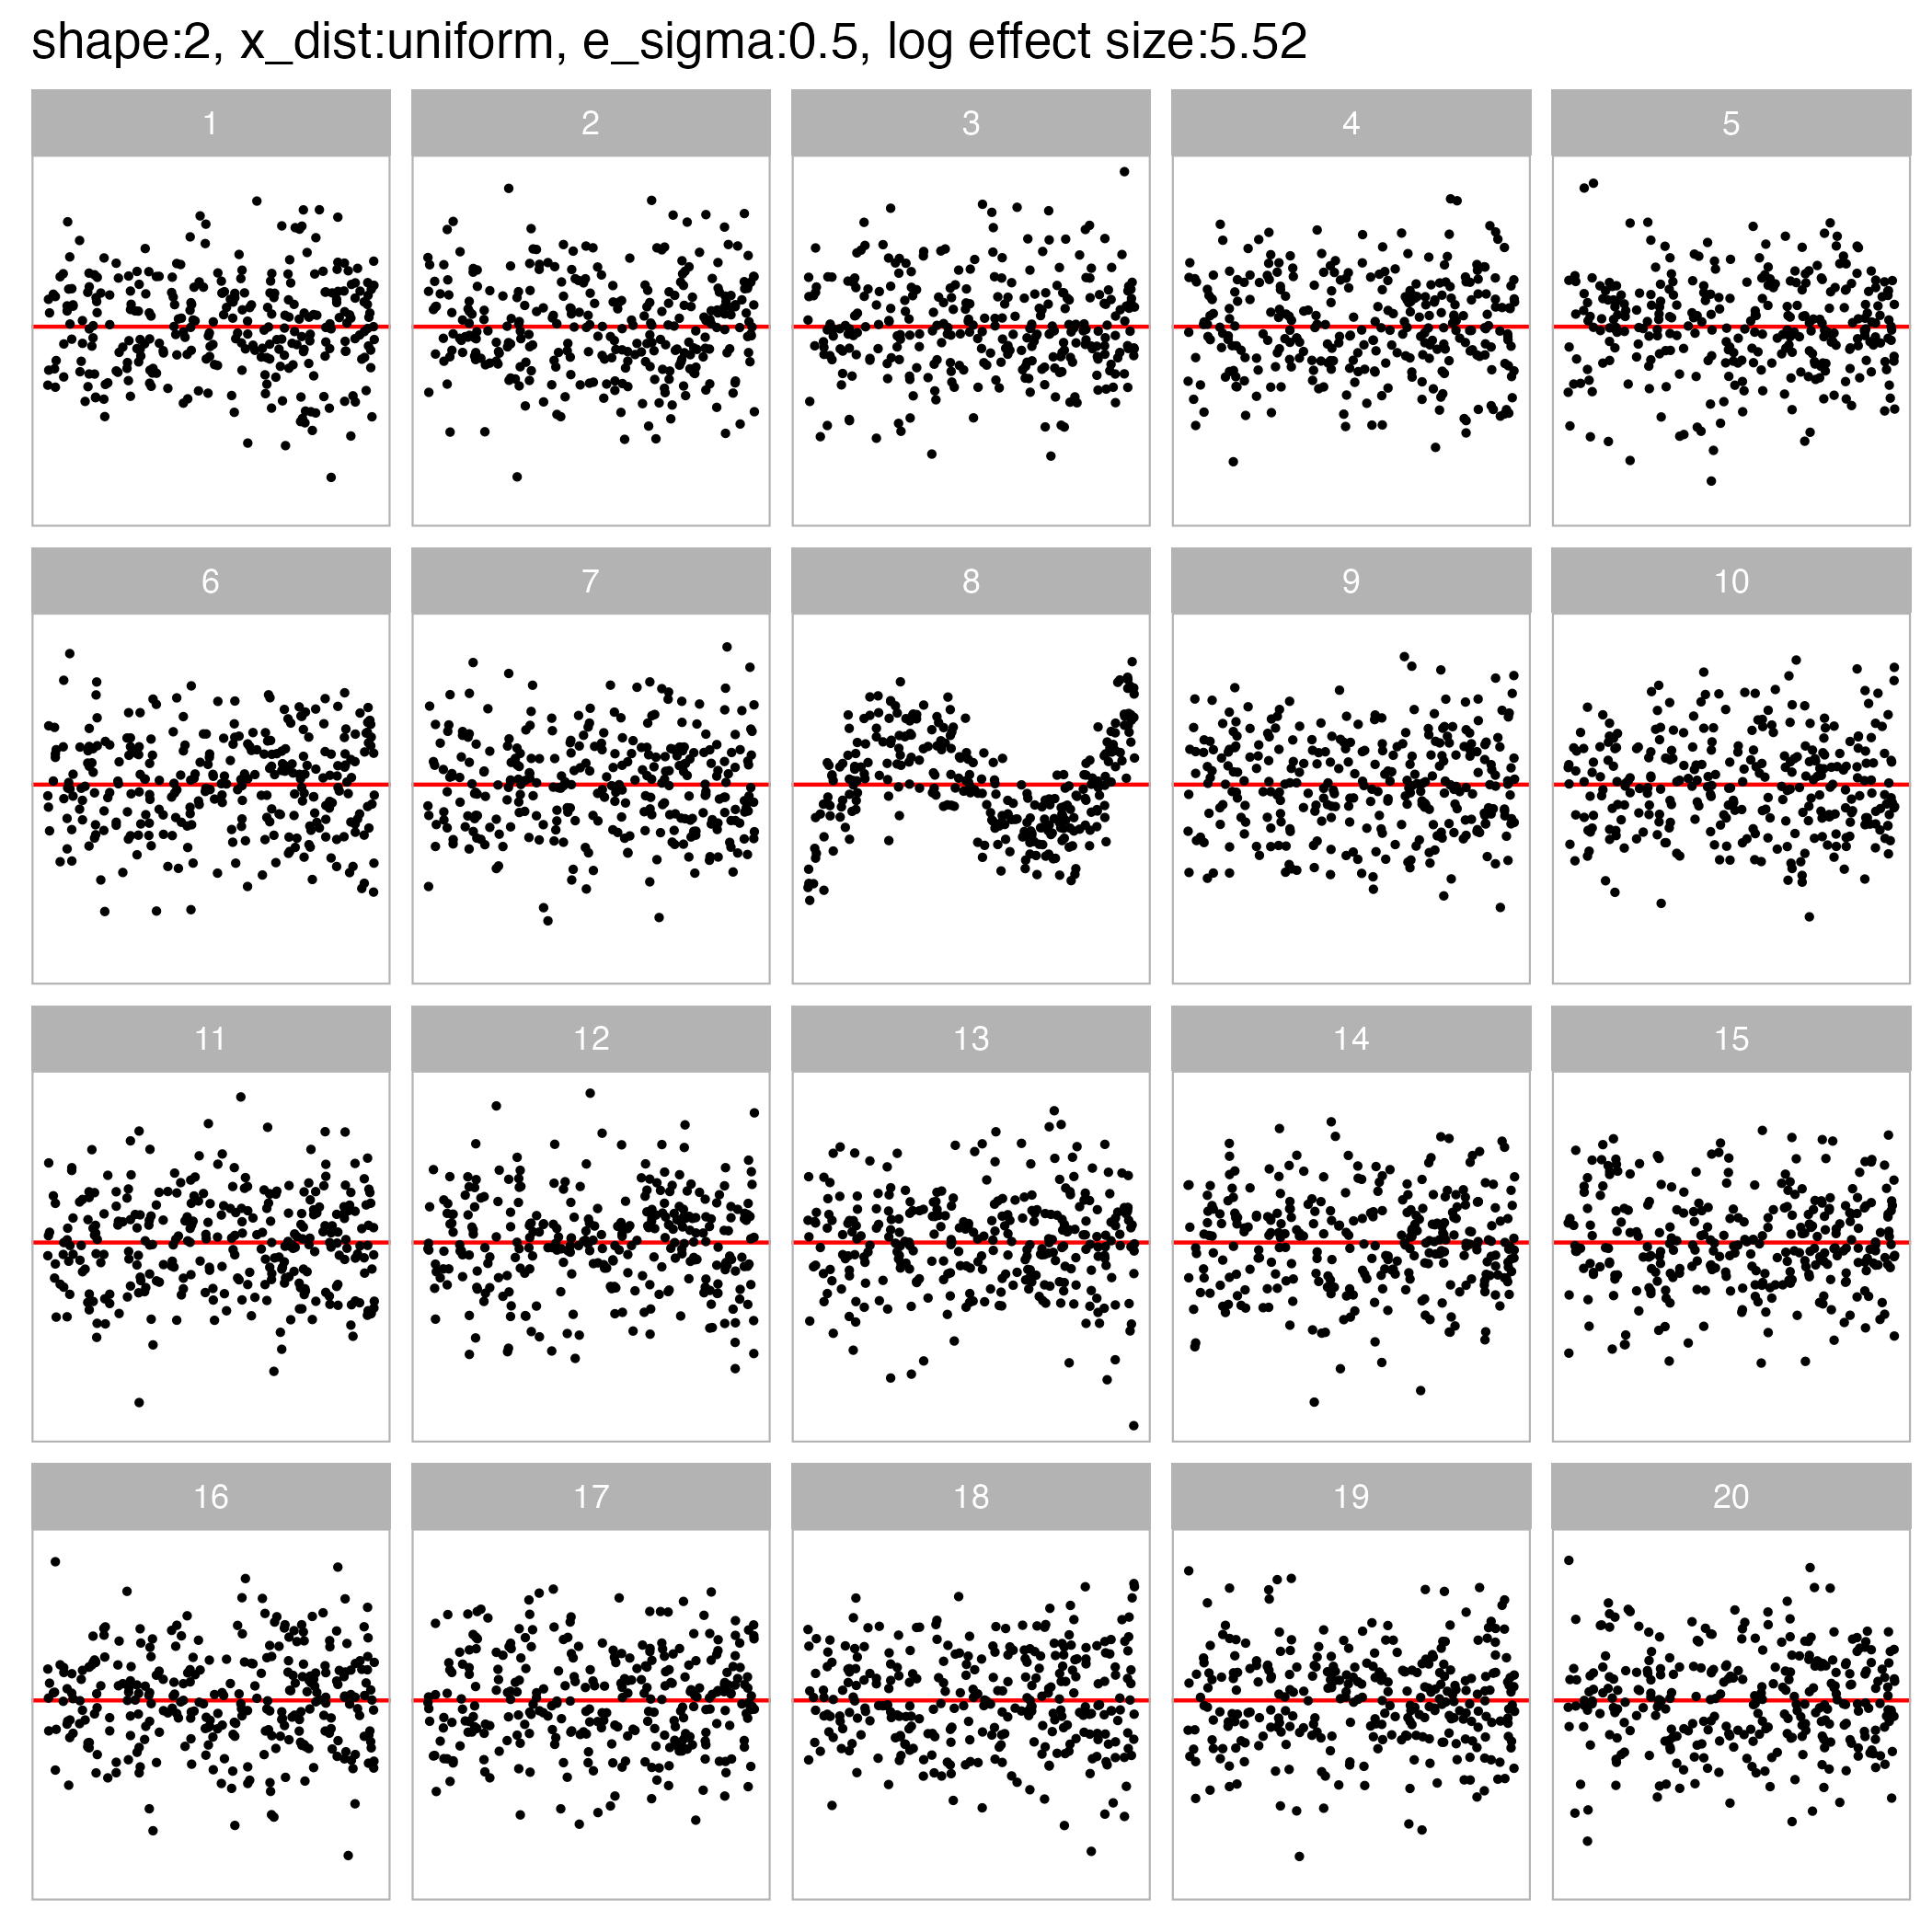 shape:2, x_dist:uniform, e_sigma:0.5, log effect size:5.52
1 2 3 4 5
6 7 8 9 10
11 12 13 14 15
16 17 18 19 20